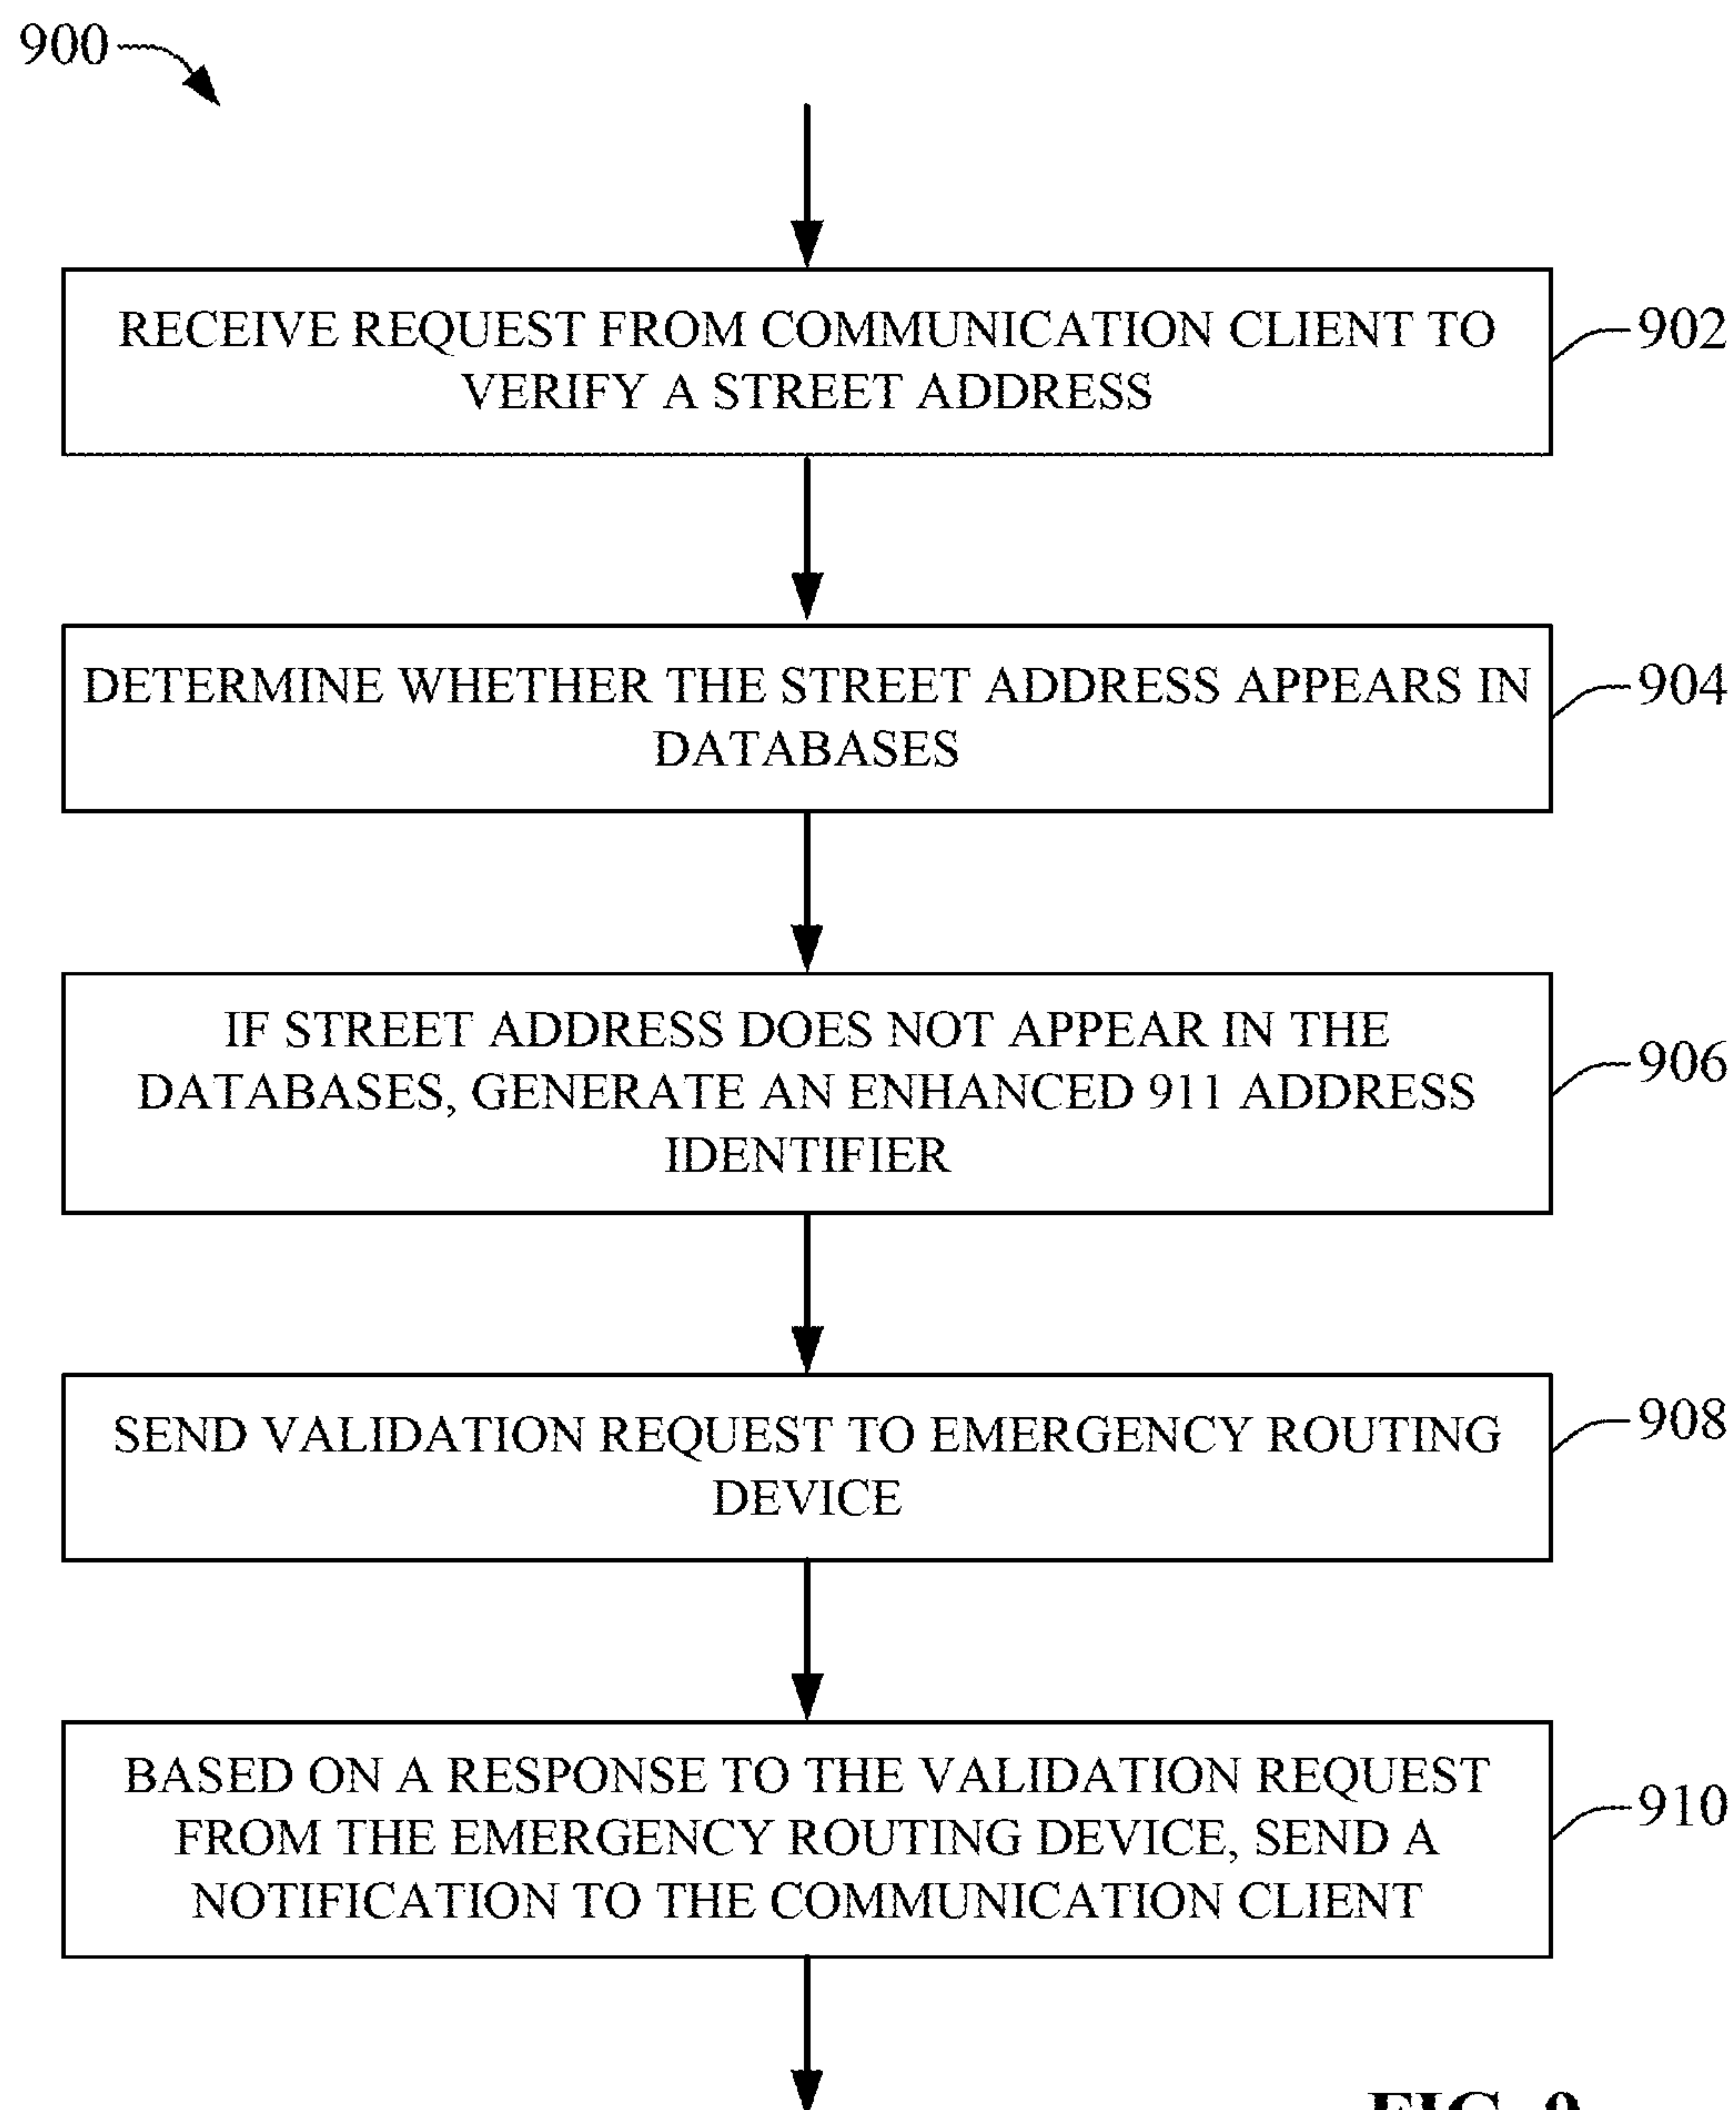 900
RECEIVE REQUEST FROM COMMUNICATION CLIENT TO
VERIFY A STREET ADDRESS
902
DETERMINE WHETHER THE STREET ADDRESS APPEARS IN
DATABASES
904
IF STREET ADDRESS DOES NOT APPEAR IN THE
DATABASES, GENERATE AN ENHANCED 911 ADDRESS
IDENTIFIER
906
SEND VALIDATION REQUEST TO EMERGENCY ROUTING
DEVICE
908
BASED ON A RESPONSE TO THE VALIDATION REQUEST
FROM THE EMERGENCY ROUTING DEVICE, SEND A
NOTIFICATION TO THE COMMUNICATION CLIENT
910
FIG. 9